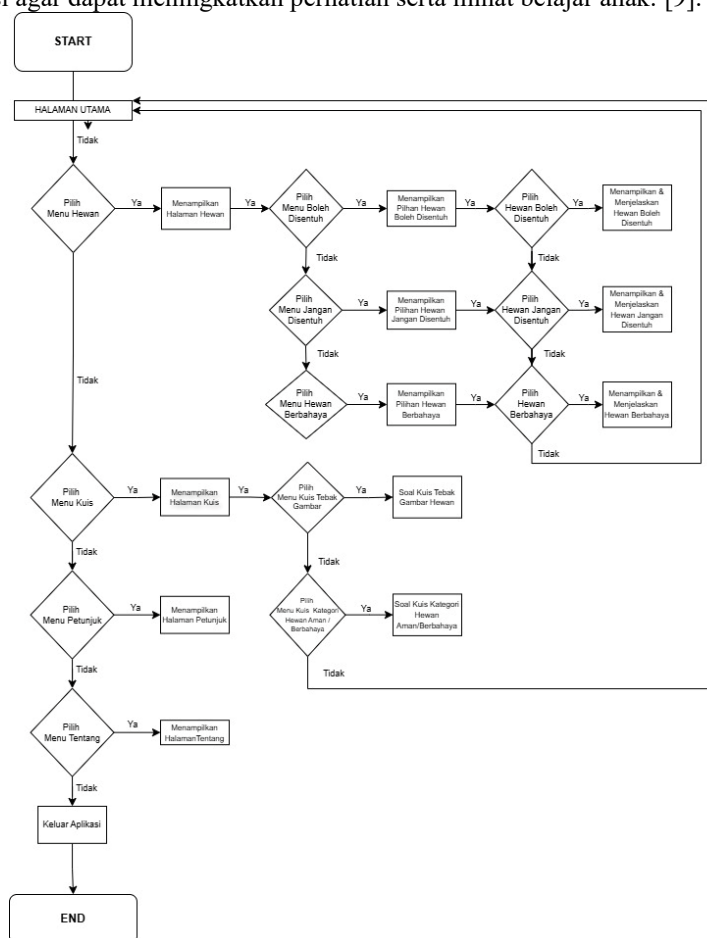 agar dapat meningkatkan perhatian serta minat belajar anak. [9].
START
HALAMAN UTAMA
Tidak
Pilih
Menu Hewan
Ya
Menampilkan
Halaman Hewan
Ya
Pilih
Menu Boleh
Disentuh
Ya
Menampilkan
Pilhan Hewan
Boleh Disentuh
Ya
Pilih
Hewan Boleh
Disentuh
Ya
Menampilkan &
Menjelaskan
Hewan Boleh
Disentuh
Tidak
Tidak
Pilih
Menu Jangan
Disentuh
Ya
Menampilkan
Pilihan Hewan
Jangan Disentuh
Ya
Pilih
Hewan Jangan
Disentuh
Ya
Menampilkan &
Menjelaskan
Hewan Jangan
Disentuh
Tidak
Tidak
Tidak
Pilih
Menu Hewan
Berbahaya
Ya
Menampilkan
Pilihan Hewan
Berbahaya
Ya
Pilih
Hewan
Berbahaya
Ya
Menampilkan &
Menjelaskan
Hewan Berbahaya
Tidak
Pilih
Menu Kuis
Ya
Menampilkan
Halaman Kuis
Ya
Pilih
Menu Kuis Tebak
Gambar
Ya
Soal Kuis Tebak
Gambar Hewan
Tidak
Tidak
Pilih
Menu Petunjuk
Ya
Menampilkan
Halaman Petunjuk
Pilih
Menu Kuis Kategori
Hewan Aman /
Berbahaya
Ya
Soal Kuis Kategori
Hewan
Aman/Berbahaya
Tidak
Tidak
Pilih
Menu Tentang
Ya
Menampilkan
HalamanTentang
Tidak
Keluar Aplikasi
END